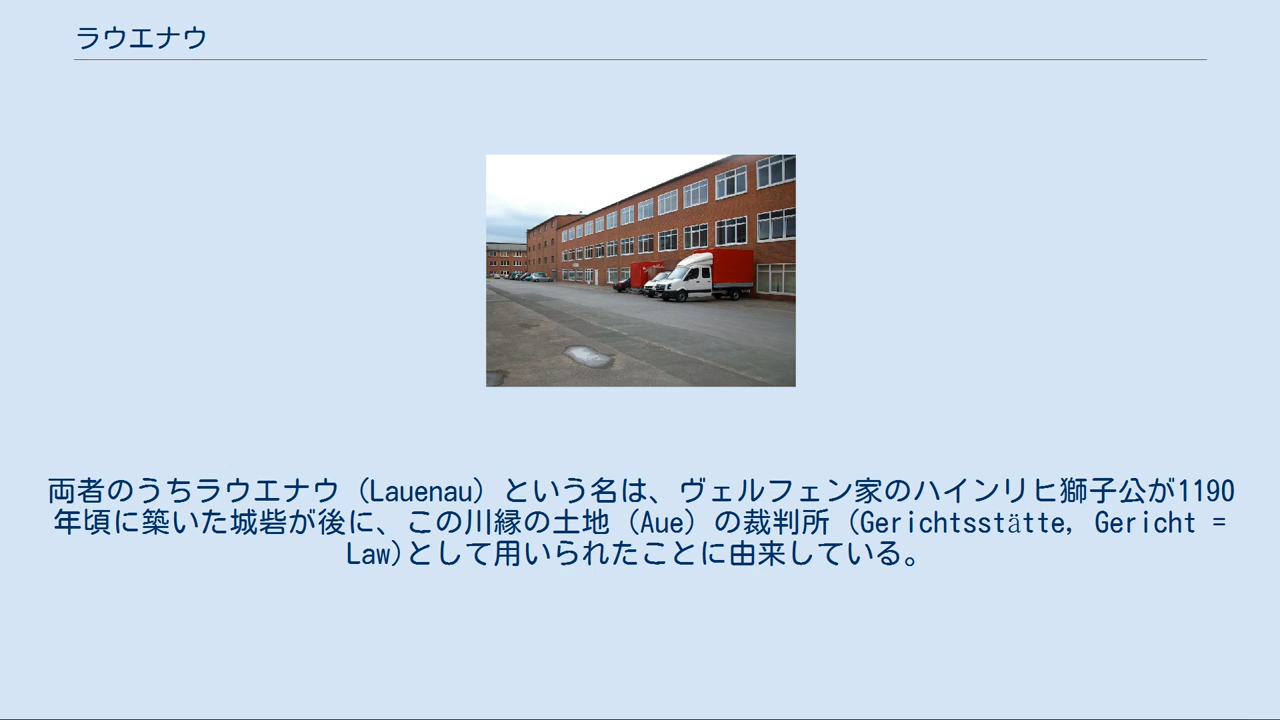 ラウエナウ
両者のうちラウエナウ（Lauenau）という名は、ヴェルフェン家のハインリヒ獅子公が1190
年頃に築いた城砦が後に、この川縁の土地（Aue）の裁判所（Gerichtsstätte, Gericht =
Law)として用いられたことに由来している。